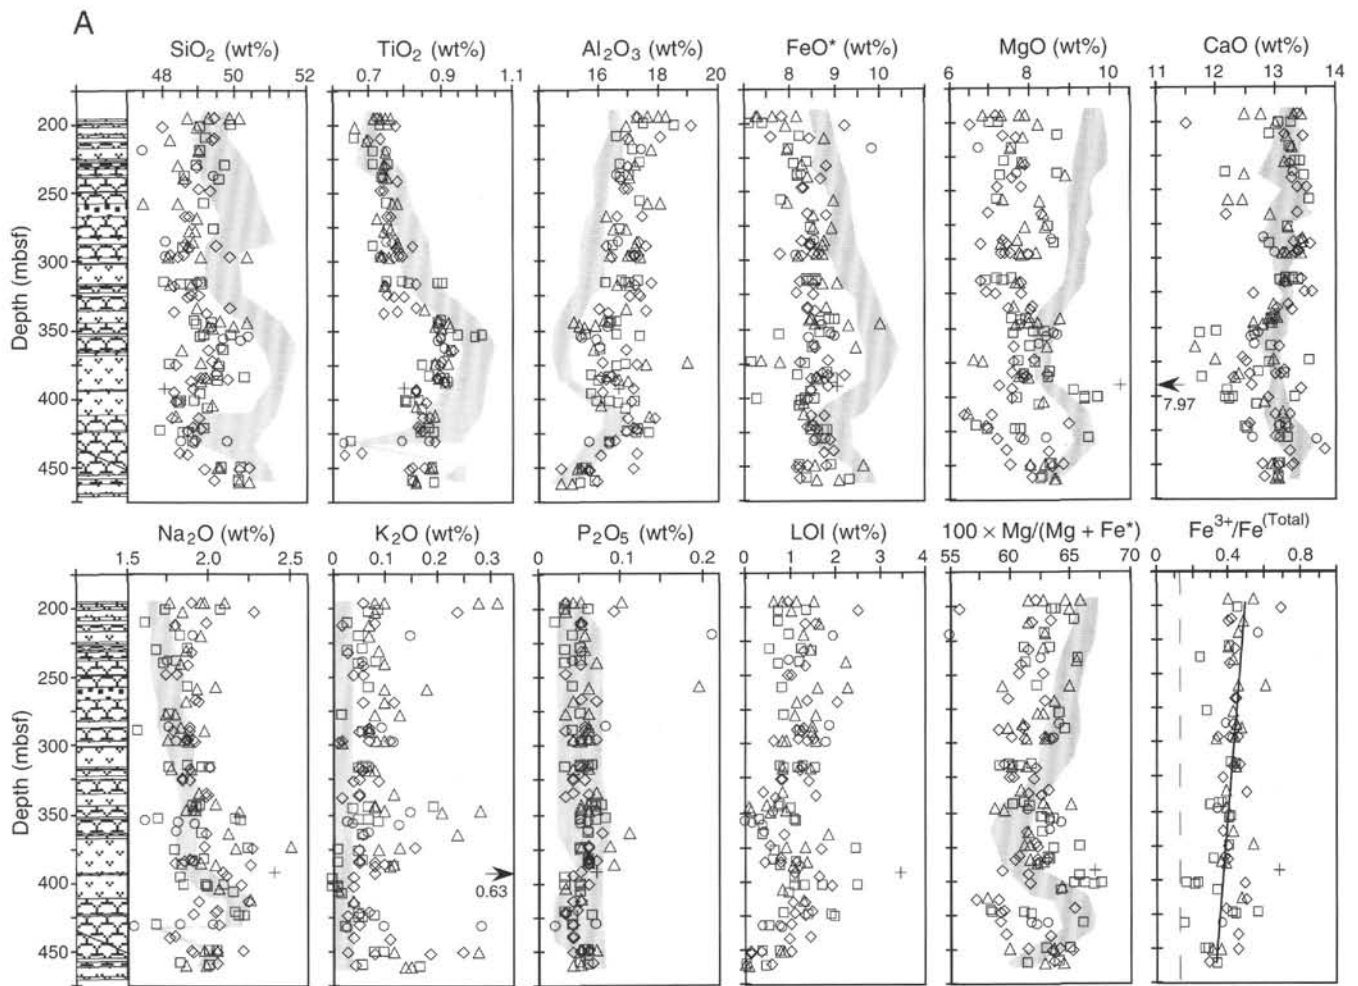 A
SiO2 (wt%) TiO2 (wt%) Al2O3 (wt%) FeO* (wt%) MgO (wt%) CaO (wt%)
48 50 52 0.7 0.9 1.1 16 18 20 8 10 6 8 10 11 12 13 14
200
250
300
350
400
450
Depth (mbsf)
7.97
Na2O (wt%) K2O (wt%) P2O5 (wt%) LOI (wt%) 100 × Mg/(Mg + Fe*) Fe3+/Fe(Total)
1.5 2.0 2.5 0 0.1 0.2 0.3 0 0.1 0.2 0 1 2 3 4 55 60 65 70 0 0.4 0.8
200
250
300
350
400
450
Depth (mbsf)
0.63